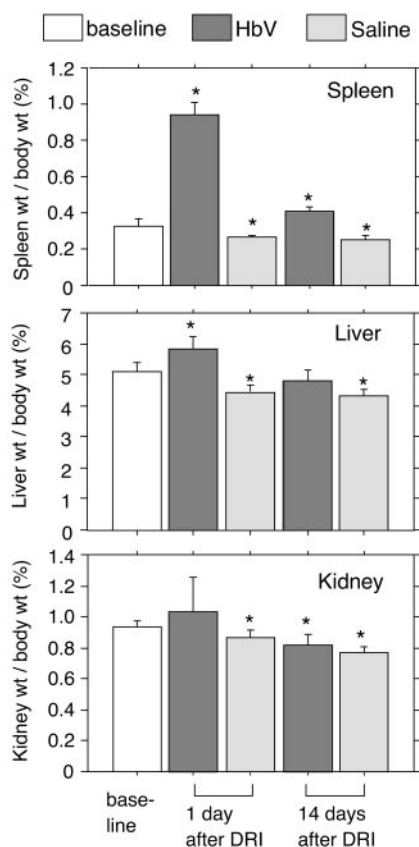 baseline HbV Saline
Spleen wt / body wt (%)
1.2
1.0
0.8
0.6
0.4
0.2
0
Spleen
*
*
*
*
Liver wt / body wt (%)
7
6
5
4
3
2
1
0
Liver
*
*
*
Kidney wt / body wt (%)
1.4
1.2
1.0
0.8
0.6
0.4
0.2
0
Kidney
*
*
*
base-
line
1 day
after DRI
14 days
after DRI